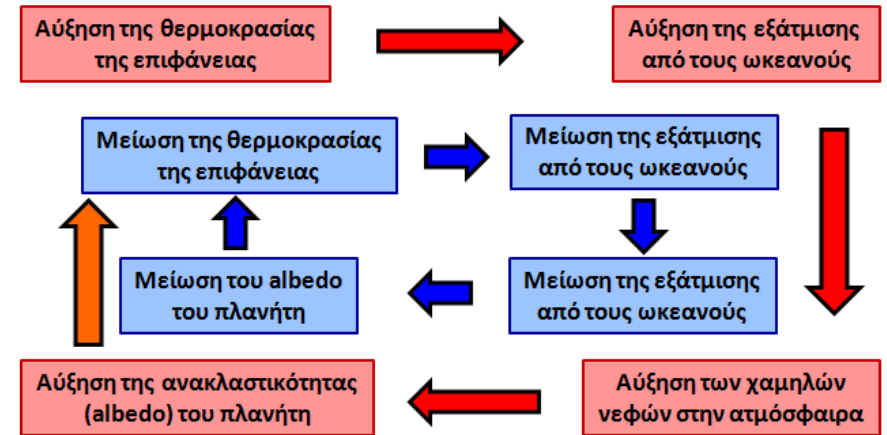 Αύξηση της θερμοκρασίας
της επιφάνειας
Αύξηση της εξάτμισης
από τους ωκεανούς
Μείωση της θερμοκρασίας
της επιφάνειας
Μείωση της εξάτμισης
από τους ωκεανούς
Μείωση του albedo
του πλανήτη
Μείωση της εξάτμισης
από τους ωκεανούς
Αύξηση της ανακλαστικότητας
(albedo) του πλανήτη
Αύξηση των χαμηλών
νεφών στην ατμόσφαιρα